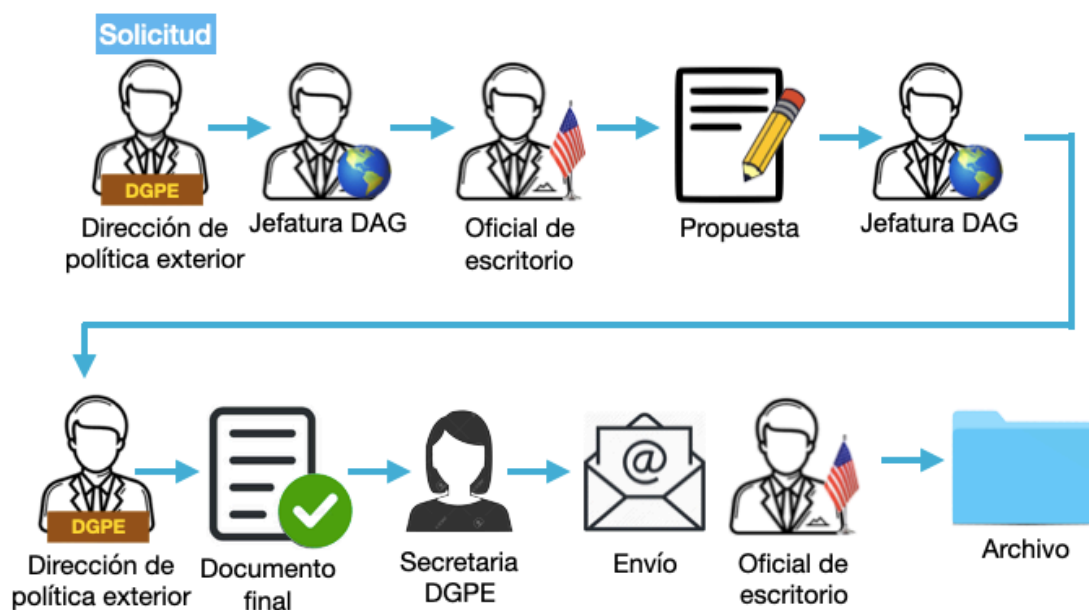 Solicitud
DGPE
Dirección de
política exterior
Jefatura DAG
Oficial de
escritorio
Propuesta
Jefatura DAG
DGPE
Dirección de
política exterior
Documento
final
Secretaria
DGPE
@
Envío
Oficial de
escritorio
Archivo